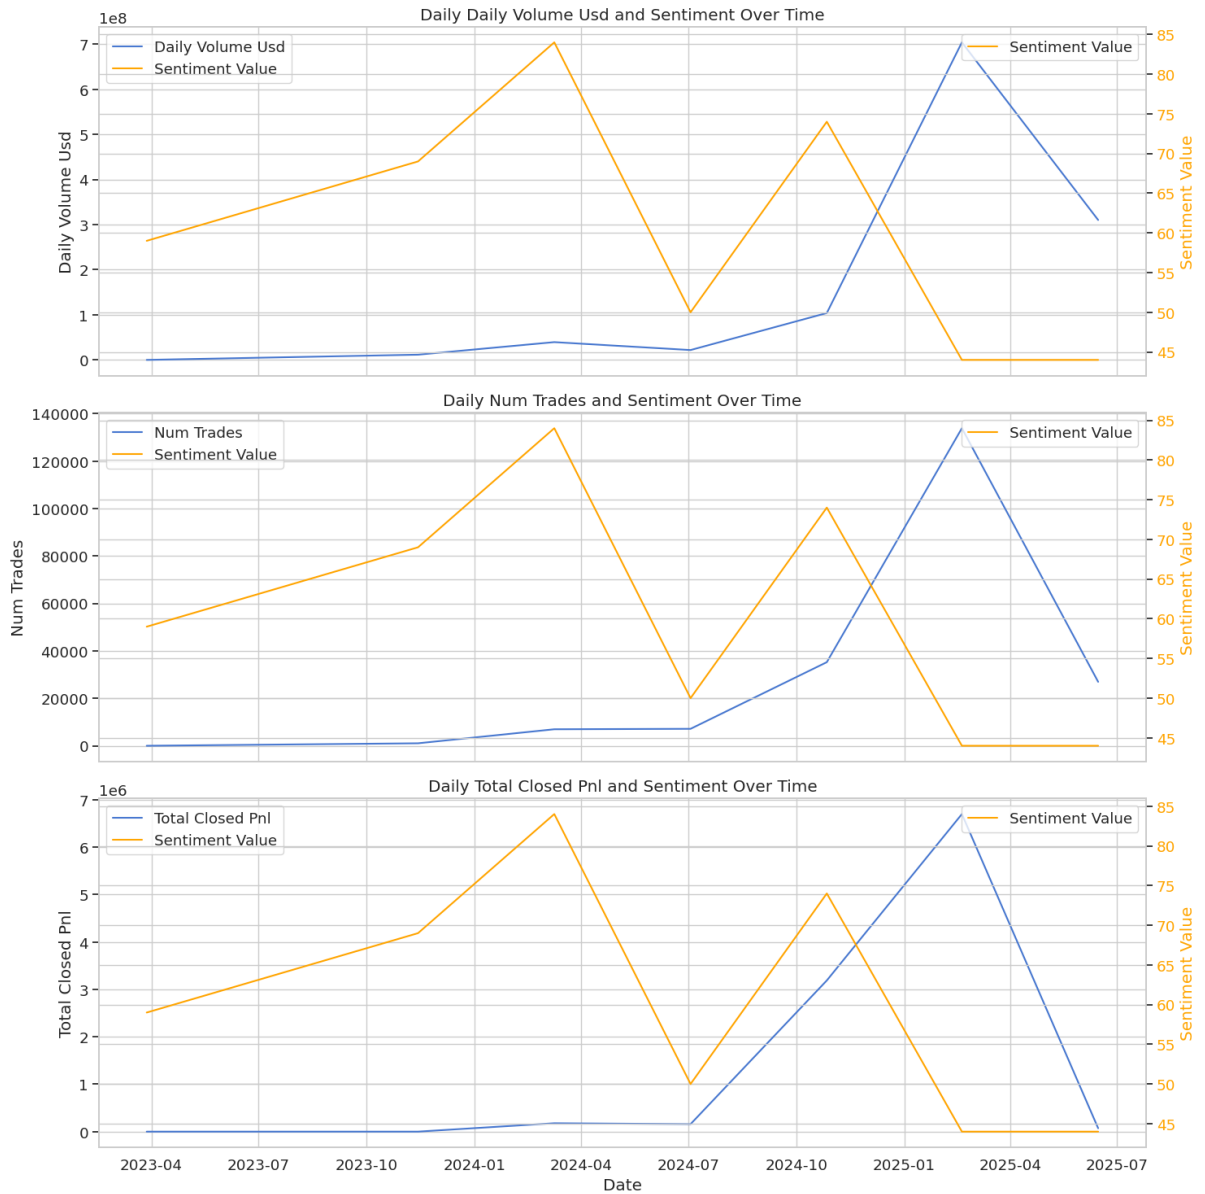 Daily Daily Volume Usd and Sentiment Over Time
1e8
Daily Volume Usd
Sentiment Value
Sentiment Value
7
6
5
4
3
2
1
0
Daily Volume Usd
85
80
75
70
65
60
55
50
45
Sentiment Value
Daily Num Trades and Sentiment Over Time
Num Trades
Sentiment Value
Sentiment Value
140000
120000
100000
80000
60000
40000
20000
0
Num Trades
85
80
75
70
65
60
55
50
45
Sentiment Value
Daily Total Closed Pnl and Sentiment Over Time
1e6
Total Closed Pnl
Sentiment Value
Sentiment Value
7
6
5
4
3
2
1
0
Total Closed Pnl
85
80
75
70
65
60
55
50
45
Sentiment Value
2023-04 2023-07 2023-10 2024-01 2024-04 2024-07 2024-10 2025-01 2025-04 2025-07
Date